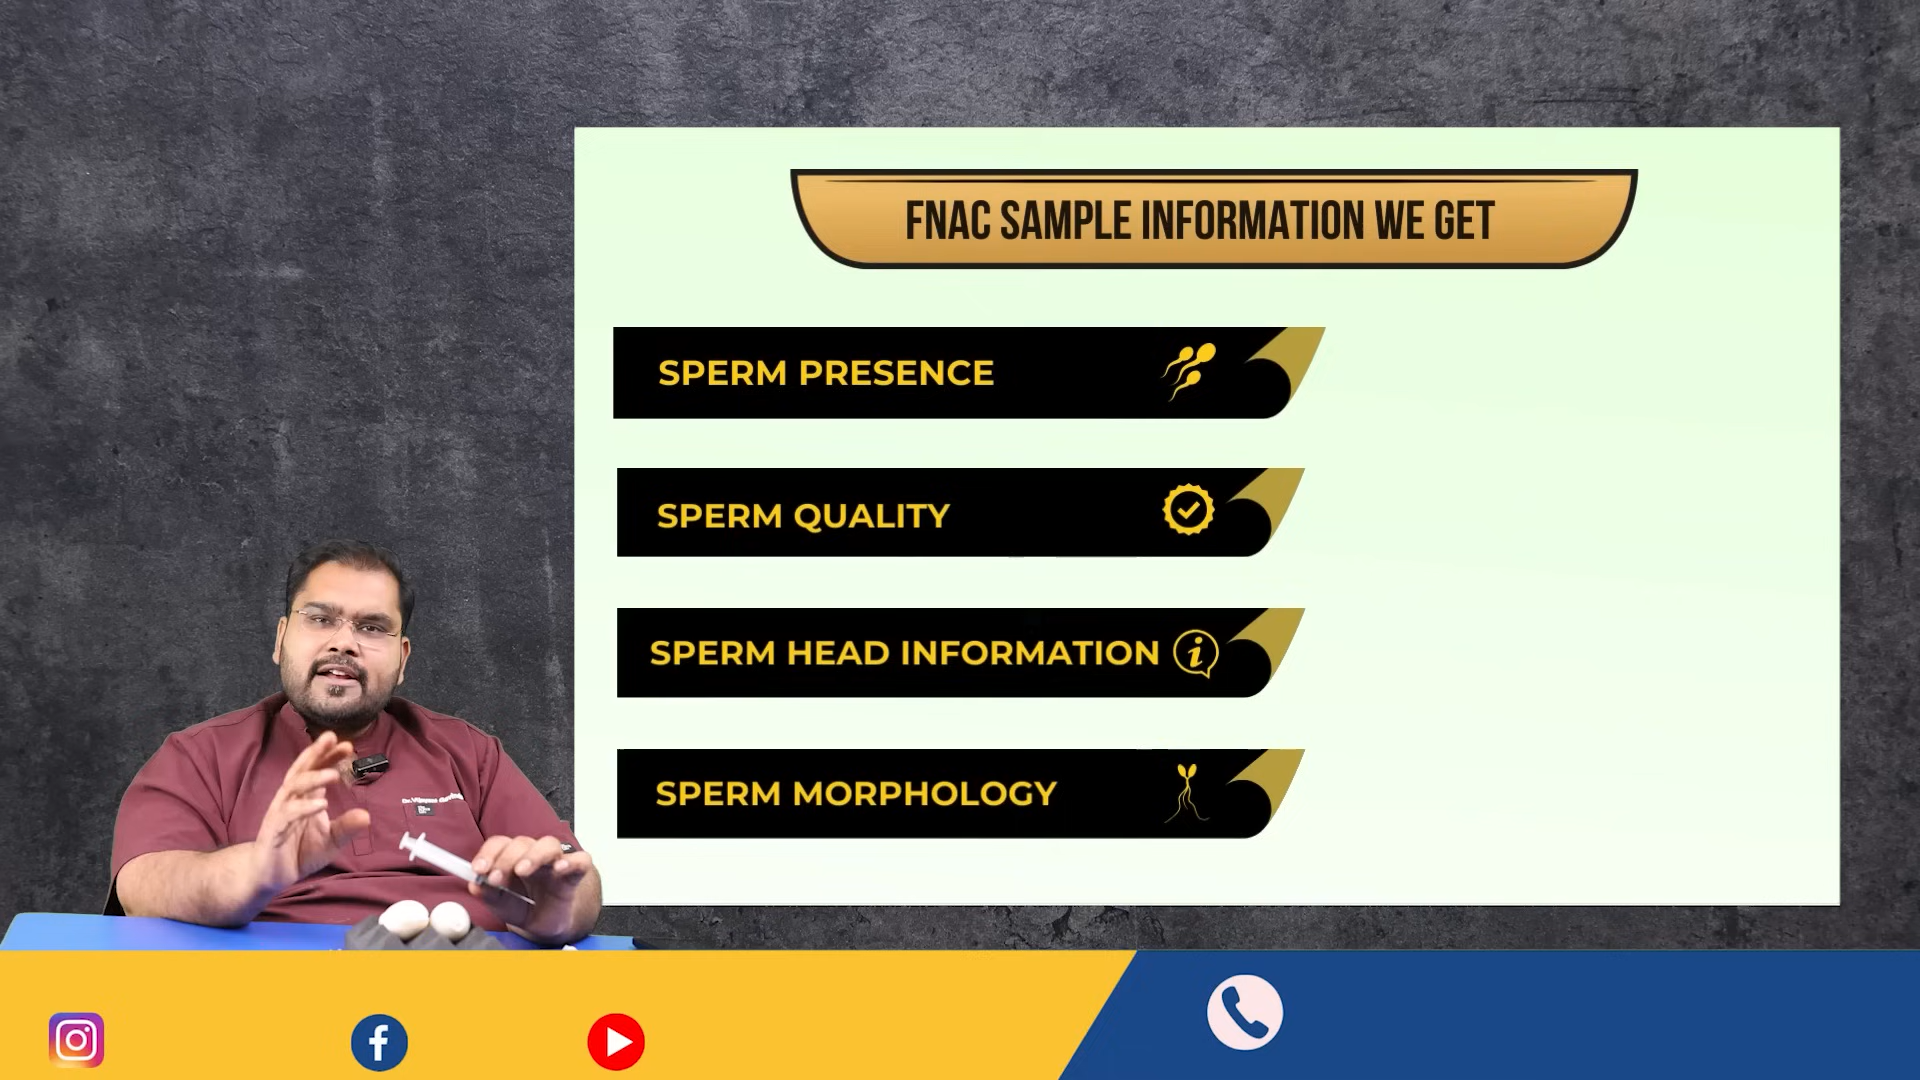 FNAC SAMPLE INFORMATION WE GET
SPERM PRESENCE
SPERM QUALITY
SPERM HEAD INFORMATION
SPERM MORPHOLOGY